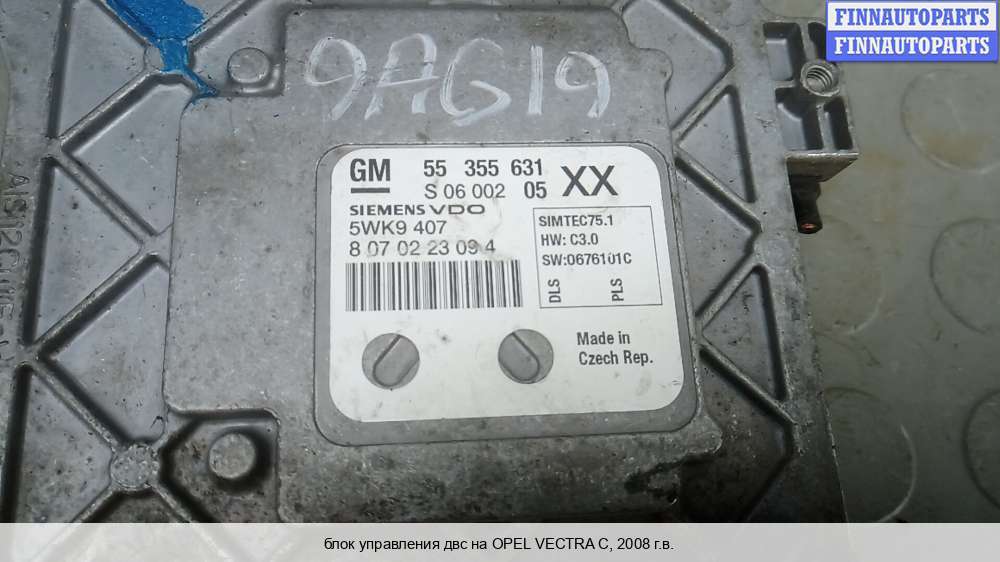 FINNAUTOPARTS
FINNAUTOPARTS
9AG19
GM 55 355 631 XX
S 06 002 05
SIEMENS VDO
5WK9 407
8 07 02 23 09 4
SIMTEC75.1
HW: C3.0
SW:0676101C
DLS PLS
Made in
Czech Rep.
блок управления двс на OPEL VECTRA C, 2008 г.в.